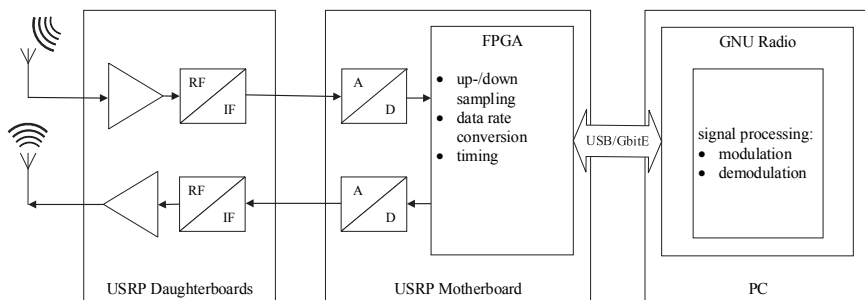 FPGA
GNU Radio
RF
IF
A
D
• up-/down
sampling
• data rate
conversion
• timing
USB/GbitE
signal processing:
• modulation
• demodulation
RF
IF
A
D
USRP Daughterboards
USRP Motherboard
PC